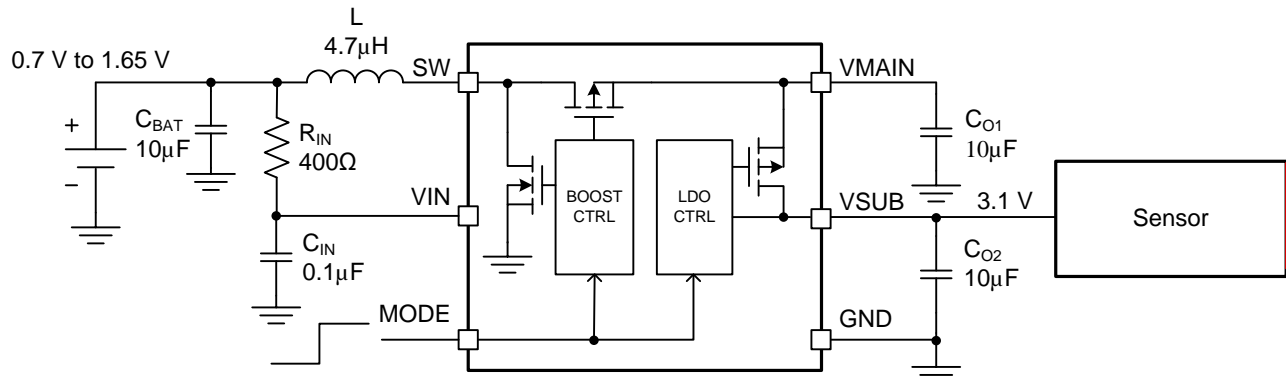 L
4.7μH
0.7 V to 1.65 V
SW
VMAIN
+
−
C_BAT
10μF
R_IN
400Ω
C_O1
10μF
BOOST
CTRL
LDO
CTRL
VIN
VSUB
3.1 V
Sensor
C_IN
0.1μF
C_O2
10μF
MODE
GND